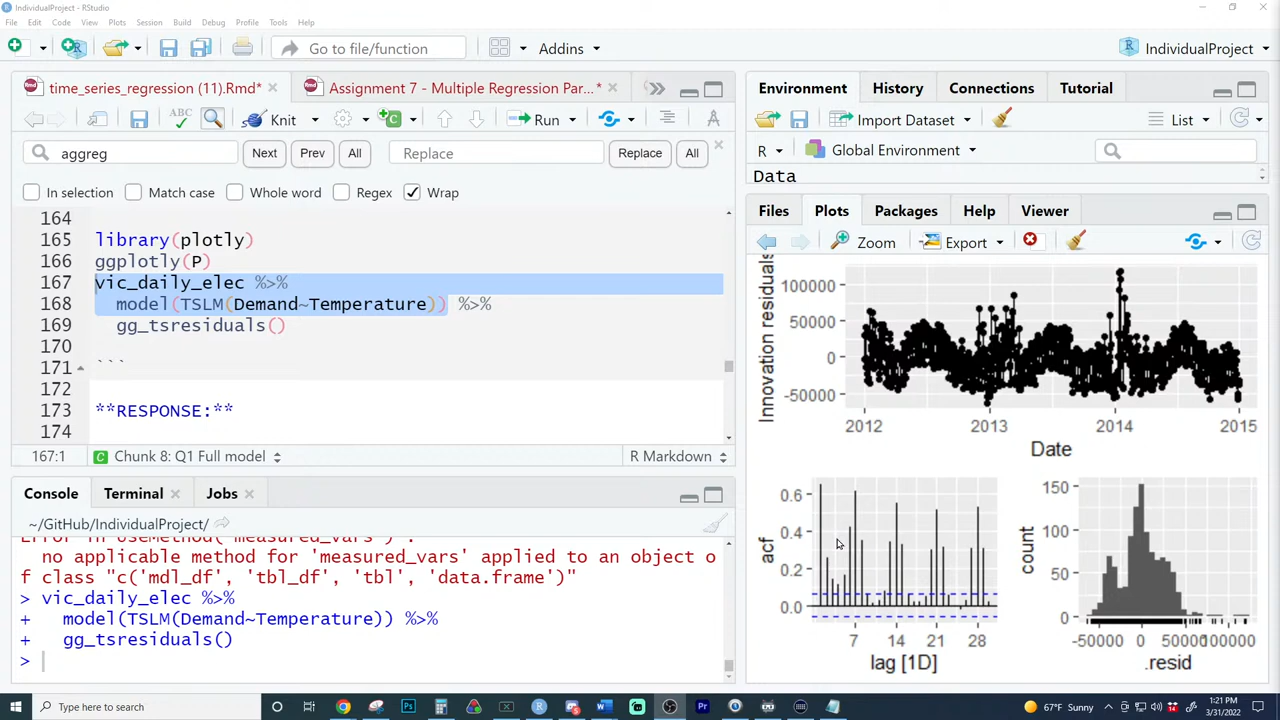 IndividualProject - RStudio
File Edit Code View Plots Session Build Debug Profile Tools Help
Go to file/function Addins IndividualProject
time_series_regression (11).Rmd* Assignment 7 - Multiple Regression Par...*
ABC Knit Run
aggreg Next Prev All Replace Replace All
In selection Match case Whole word Regex Wrap
164
165 library(plotly)
166 ggplotly(P)
167 vic_daily_elec %>%
168 model(TSLM(Demand~Temperature)) %>%
169 gg_tsresiduals()
170
171 ```
172
173 **RESPONSE:**
174
167:1 Chunk 8: Q1 Full model R Markdown
Console Terminal Jobs
~/GitHub/IndividualProject/
Error in UseMethod("measured_vars") :
no applicable method for 'measured_vars' applied to an object o
f class "c('mdl_df', 'tbl_df', 'tbl', 'data.frame')"
> vic_daily_elec %>%
+ model(TSLM(Demand~Temperature)) %>%
+ gg_tsresiduals()
>
Environment History Connections Tutorial
Import Dataset List
R Global Environment
Data
Files Plots Packages Help Viewer
Zoom Export
Innovation residuals
100000
50000
0
-50000
2012 2013 2014 2015
Date
acf
0.6
0.4
0.2
0.0
7 14 21 28
lag [1D]
count
150
100
50
0
-50000 0 50000 100000
.resid
Type here to search
67°F Sunny
1:21 PM
3/31/2022